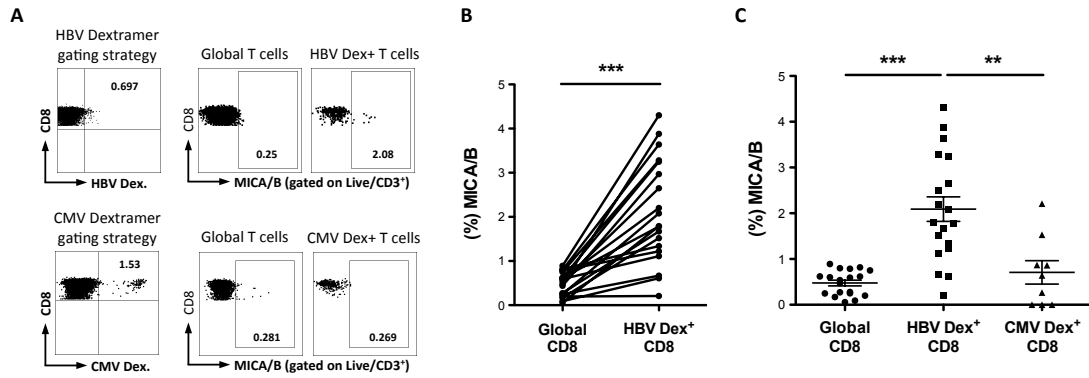 A
HBV Dextramer
gating strategy
0.697
CD8
HBV Dex.
Global T cells
HBV Dex+ T cells
CD8
0.25
2.08
MICA/B (gated on Live/CD3⁺)
CMV Dextramer
gating strategy
1.53
CD8
CMV Dex.
Global T cells
CMV Dex+ T cells
CD8
0.281
0.269
MICA/B (gated on Live/CD3⁺)
B
***
(%) MICA/B
5
4
3
2
1
0
Global
CD8
HBV Dex⁺
CD8
C
***
**
(%) MICA/B
5
4
3
2
1
0
Global
CD8
HBV Dex⁺
CD8
CMV Dex⁺
CD8